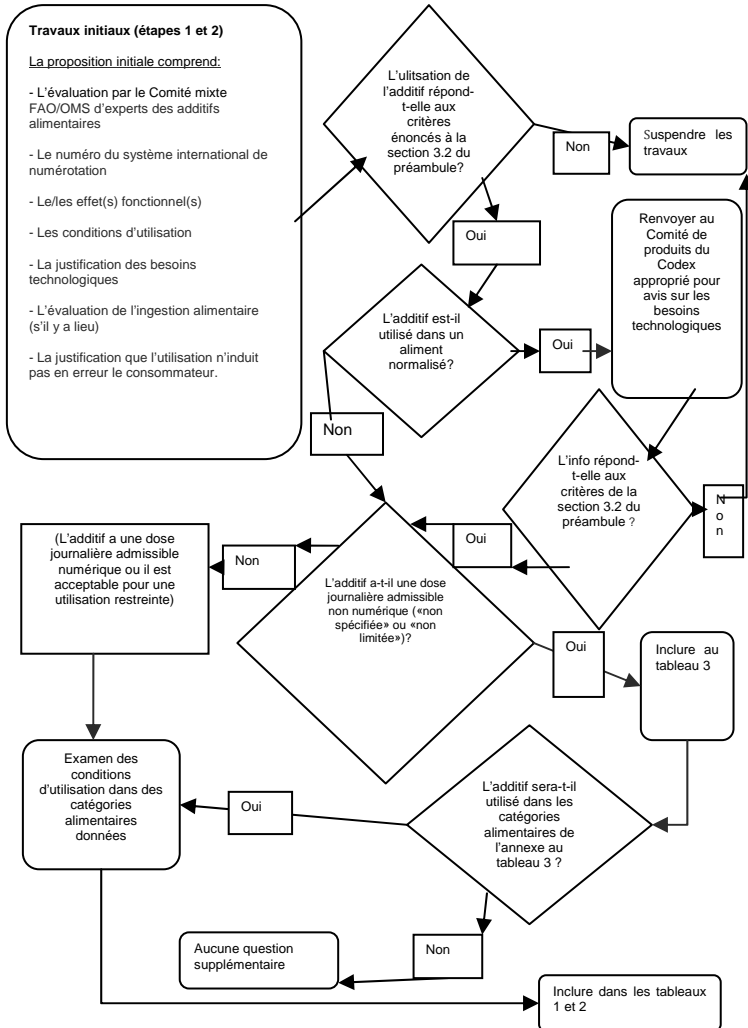 Travaux initiaux (étapes 1 et 2)
La proposition initiale comprend:
- L'évaluation par le Comité mixte
FAO/OMS d'experts des additifs
alimentaires
- Le numéro du système international de
numérotation
- Le/les effet(s) fonctionnel(s)
- Les conditions d'utilisation
- La justification des besoins
technologiques
- L'évaluation de l'ingestion alimentaire
(s'il y a lieu)
- La justification que l'utilisation n'induit
pas en erreur le consommateur.
L'ulitsation de
l'additif répond-
t-elle aux
critères
énoncés à la
section 3.2 du
préambule?
Non
Suspendre les
travaux
Oui
L'additif est-il
utilisé dans un
aliment
normalisé?
Oui
Renvoyer au
Comité de
produits du
Codex
approprié pour
avis sur les
besoins
technologiques
Non
L'info répond-
t-elle aux
critères de la
section 3.2 du
préambule ?
N
o
n
Oui
L'additif a-t-il une dose
journalière admissible
non numérique («non
spécifiée» ou «non
limitée»)?
Non
(L'additif a une dose
journalière admissible
numérique ou il est
acceptable pour une
utilisation restreinte)
Oui
Inclure au
tableau 3
L'additif sera-t-il
utilisé dans les
catégories
alimentaires de
l'annexe au
tableau 3 ?
Oui
Examen des
conditions
d'utilisation dans des
catégories
alimentaires
données
Non
Aucune question
supplémentaire
Inclure dans les tableaux
1 et 2